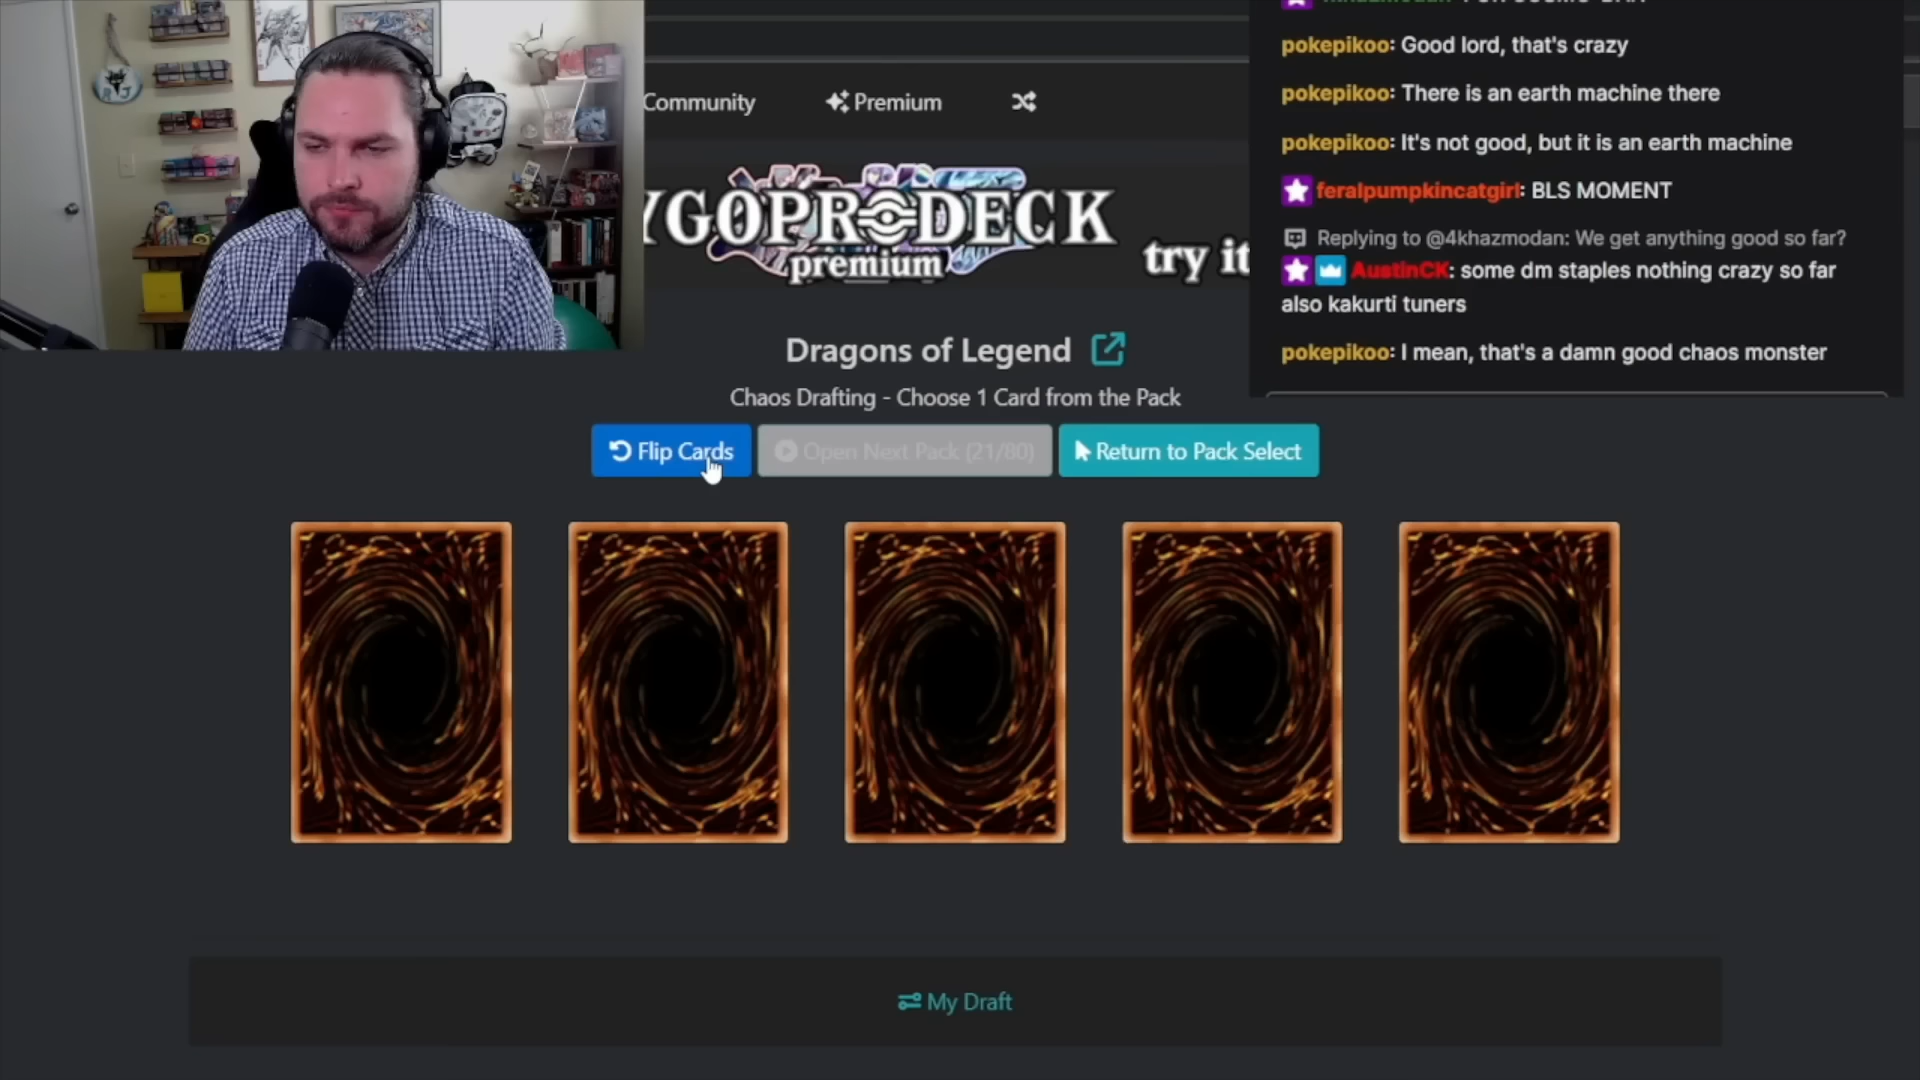 Community
Premium
YGOPRODECK
premium
try it
pokepikoo: Good lord, that's crazy
pokepikoo: There is an earth machine there
pokepikoo: It's not good, but it is an earth machine
feralpumpkincatgirl: BLS MOMENT
Replying to @4khazmodan: We get anything good so far?
AustinCK: some dm staples nothing crazy so far
also kakurti tuners
pokepikoo: I mean, that's a damn good chaos monster
Dragons of Legend
Chaos Drafting - Choose 1 Card from the Pack
Flip Cards
Open Next Pack (21/80)
Return to Pack Select
My Draft